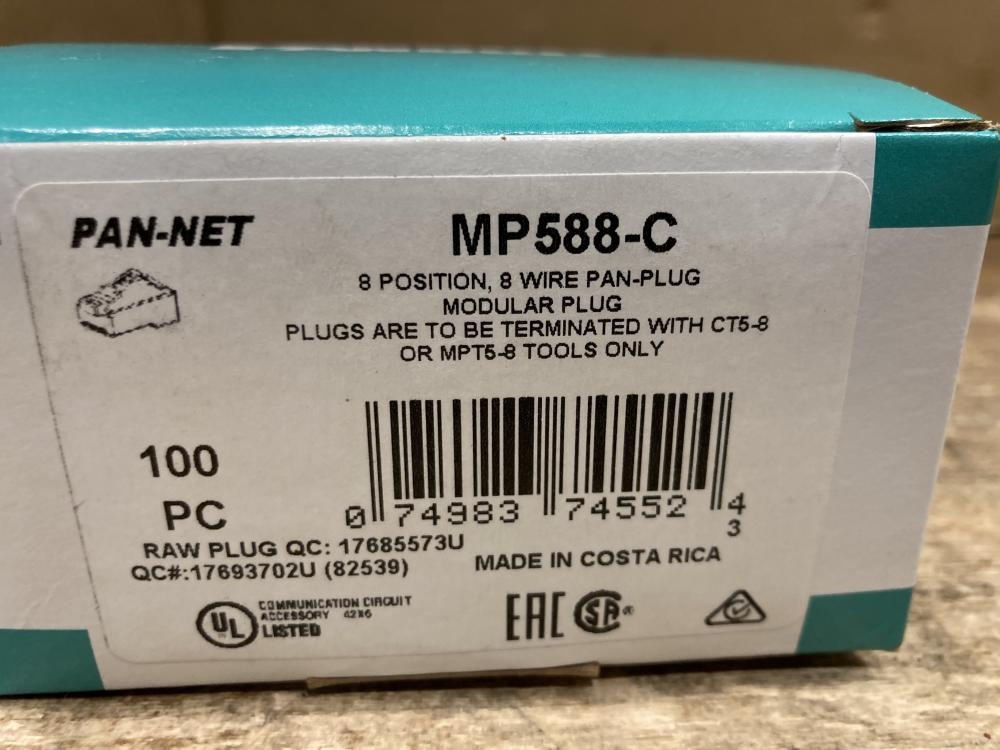 PAN-NET
MP588-C
8 POSITION, 8 WIRE PAN-PLUG
MODULAR PLUG
PLUGS ARE TO BE TERMINATED WITH CT5-8
OR MPT5-8 TOOLS ONLY
100
PC
0 74983 74552 4
3
RAW PLUG QC: 17685573U
QC#:17693702U (82539)
MADE IN COSTA RICA
UL
COMMUNICATION CIRCUIT
ACCESSORY 42X6
LISTED
EAC
SA®